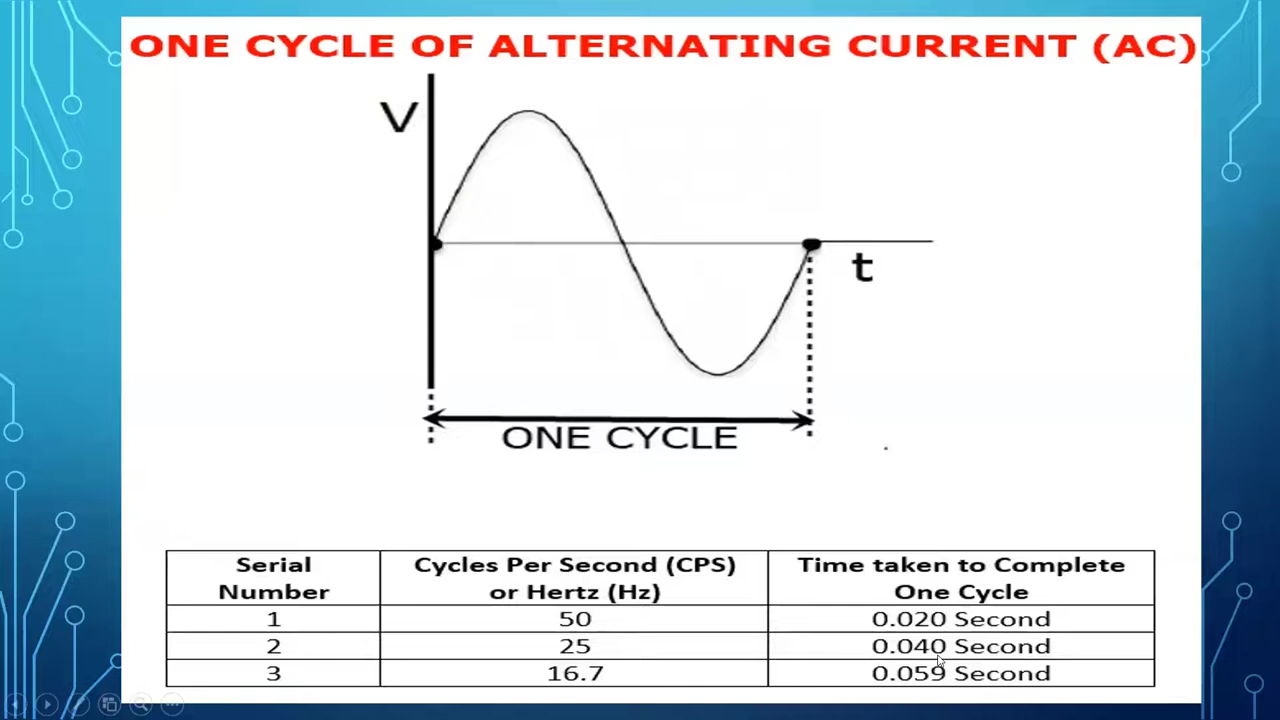 ONE CYCLE OF ALTERNATING CURRENT (AC)
V
t
ONE CYCLE
Serial Number | Cycles Per Second (CPS) or Hertz (Hz) | Time taken to Complete One Cycle
1 | 50 | 0.020 Second
2 | 25 | 0.040 Second
3 | 16.7 | 0.059 Second